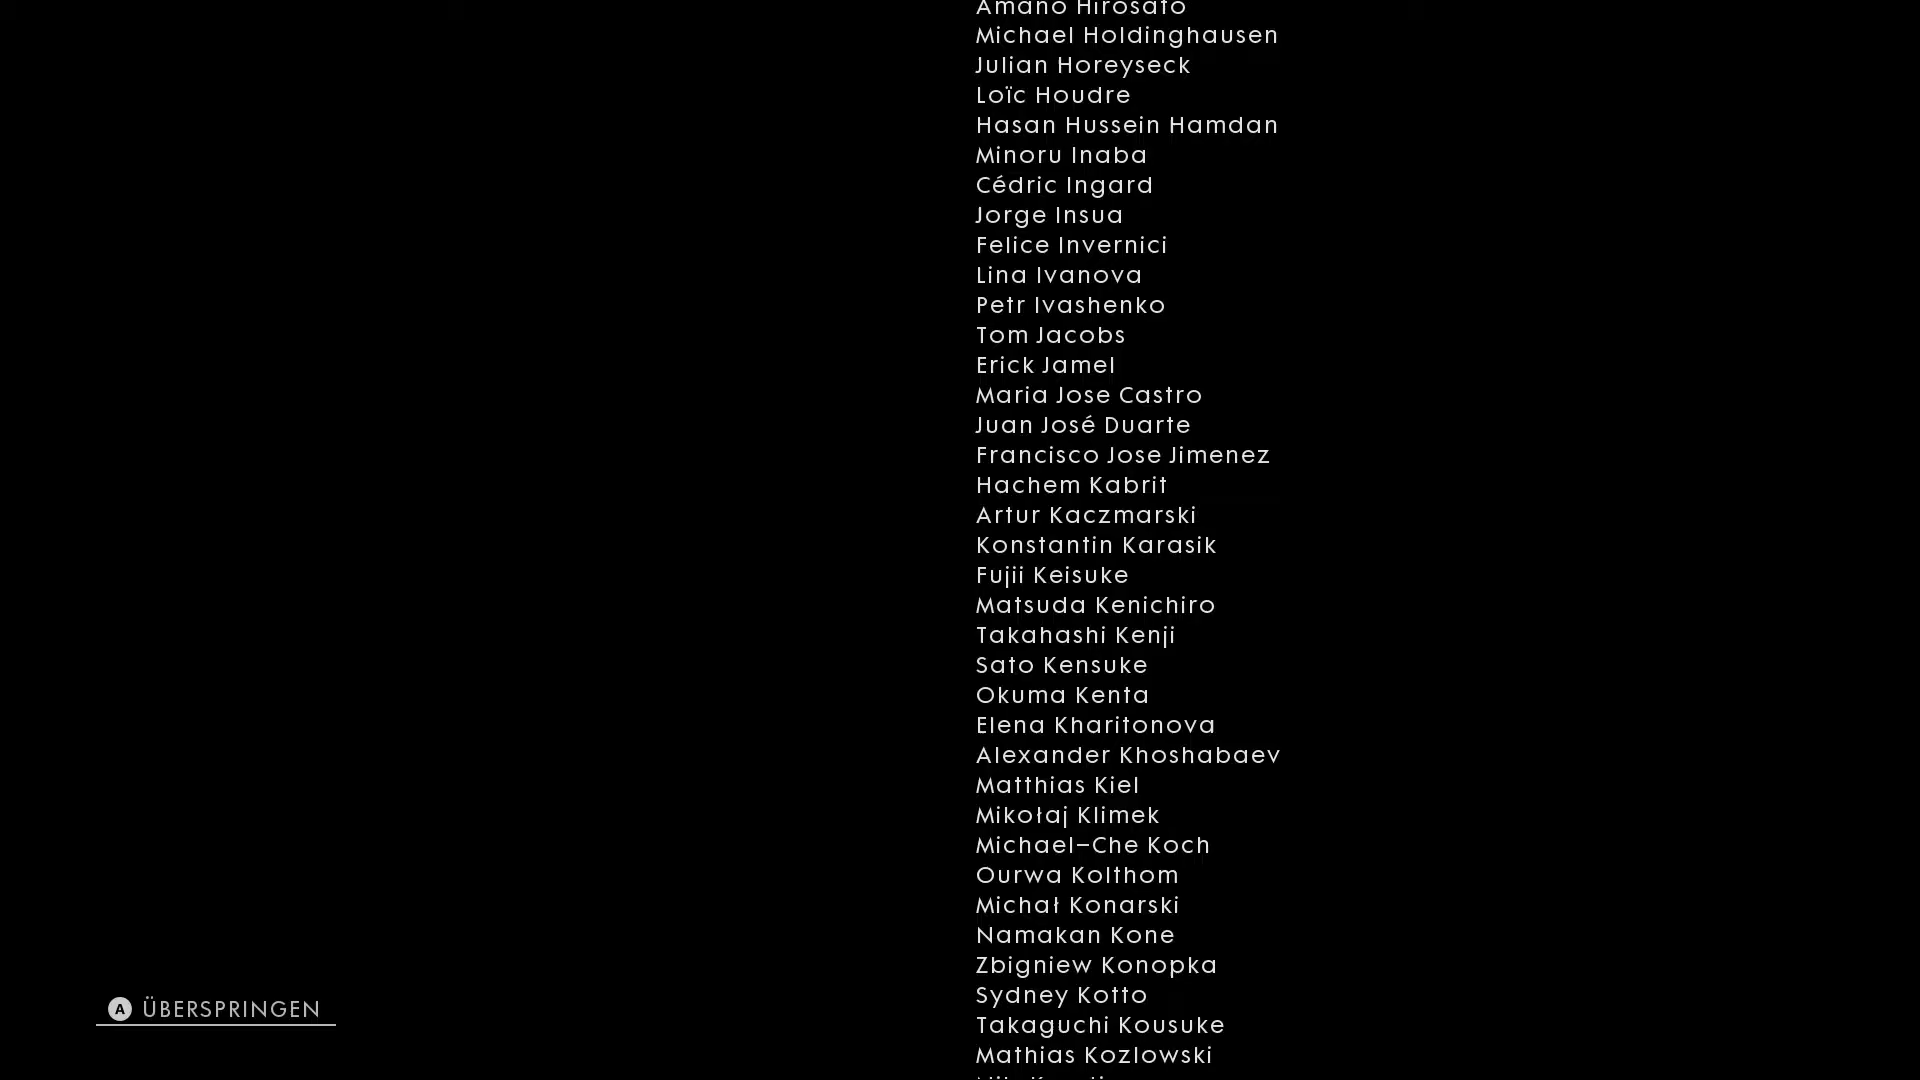 Amano Hirosato
Michael Holdinghausen
Julian Horeyseck
Loïc Houdre
Hasan Hussein Hamdan
Minoru Inaba
Cédric Ingard
Jorge Insua
Felice Invernici
Lina Ivanova
Petr Ivashenko
Tom Jacobs
Erick Jamel
Maria Jose Castro
Juan José Duarte
Francisco Jose Jimenez
Hachem Kabrit
Artur Kaczmarski
Konstantin Karasik
Fujii Keisuke
Matsuda Kenichiro
Takahashi Kenji
Sato Kensuke
Okuma Kenta
Elena Kharitonova
Alexander Khoshabaev
Matthias Kiel
Mikołaj Klimek
Michael-Che Koch
Ourwa Kolthom
Michał Konarski
Namakan Kone
Zbigniew Konopka
Sydney Kotto
Takaguchi Kousuke
Mathias Kozlowski
A ÜBERSPRINGEN